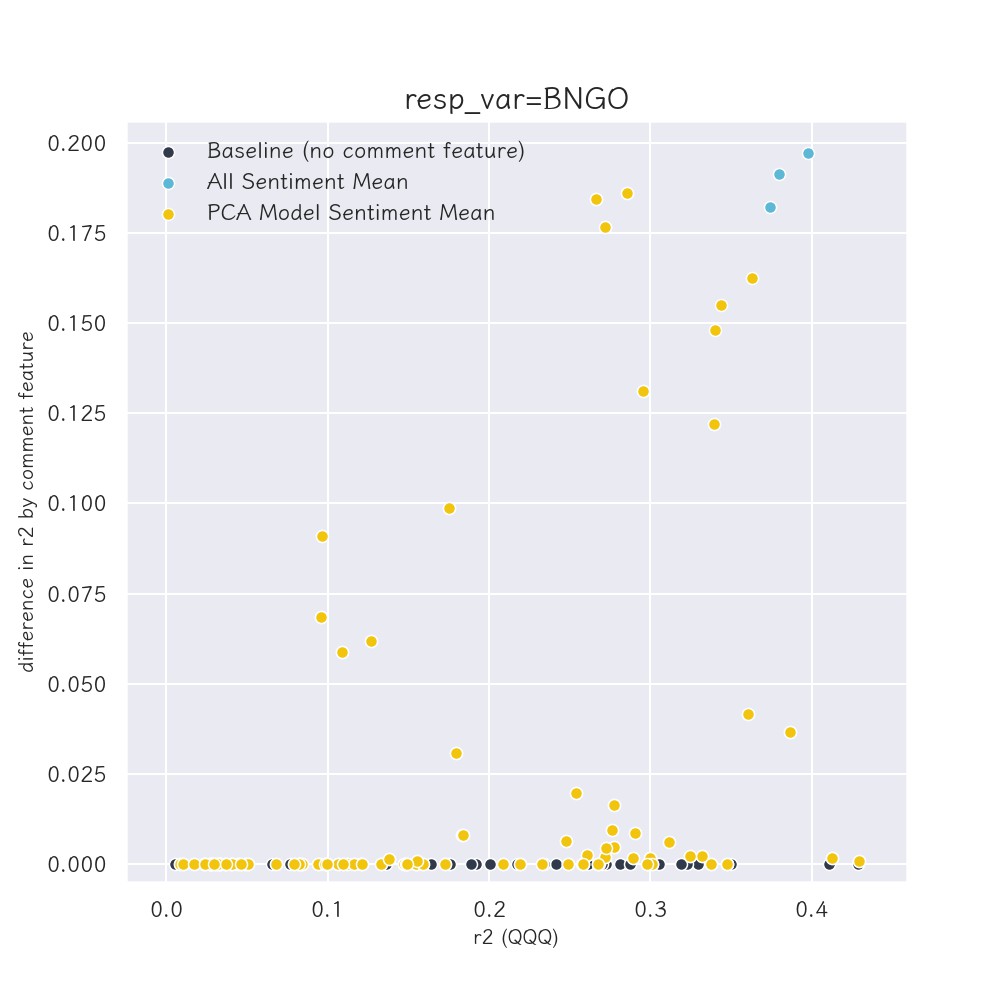 resp_var=BNGO
Baseline (no comment feature)
All Sentiment Mean
PCA Model Sentiment Mean
difference in r2 by comment feature
0.200
0.175
0.150
0.125
0.100
0.075
0.050
0.025
0.000
0.0 0.1 0.2 0.3 0.4
r2 (QQQ)